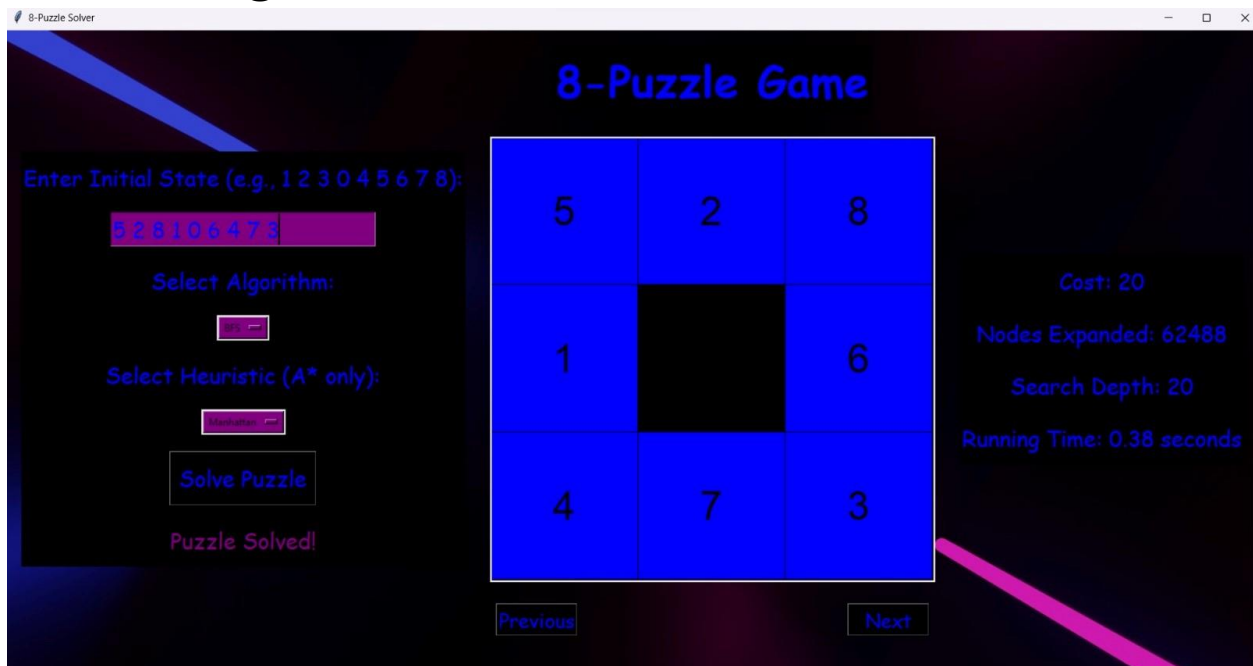 8-Puzzle Solver
8-Puzzle Game
Enter Initial State (e.g., 1 2 3 0 4 5 6 7 8):
5 2 8 1 0 6 4 7 3
Select Algorithm:
BFS
Select Heuristic (A* only):
Manhattan
Solve Puzzle
Puzzle Solved!
5 2 8
1 6
4 7 3
Previous Next
Cost: 20
Nodes Expanded: 62488
Search Depth: 20
Running Time: 0.38 seconds